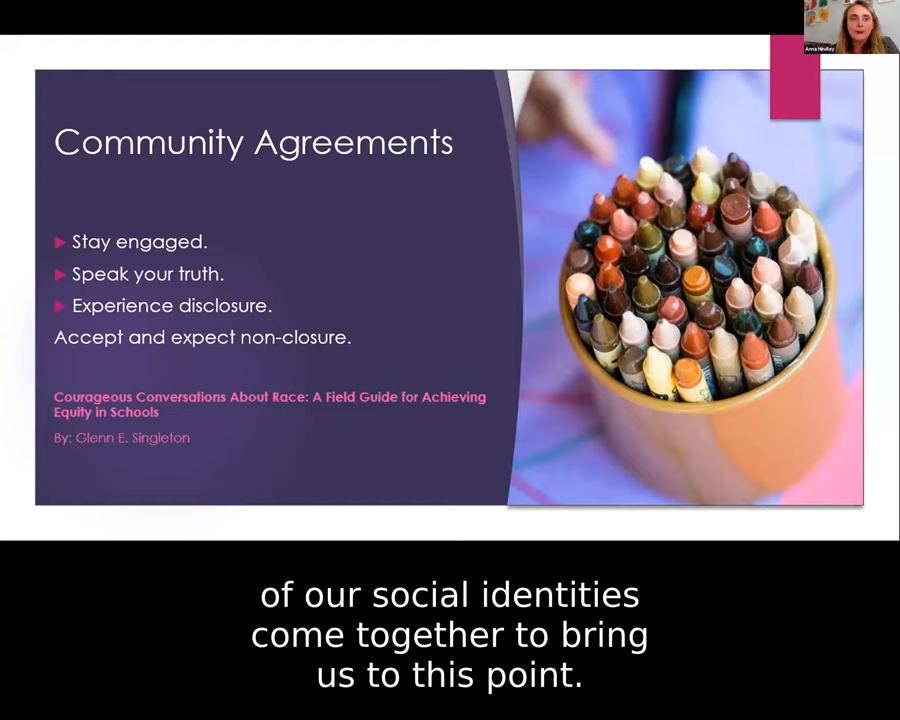 Anna Hindley
Community Agreements
Stay engaged.
Speak your truth.
Experience disclosure.
Accept and expect non-closure.
Courageous Conversations About Race: A Field Guide for Achieving
Equity in Schools
By: Glenn E. Singleton
of our social identities
come together to bring
us to this point.